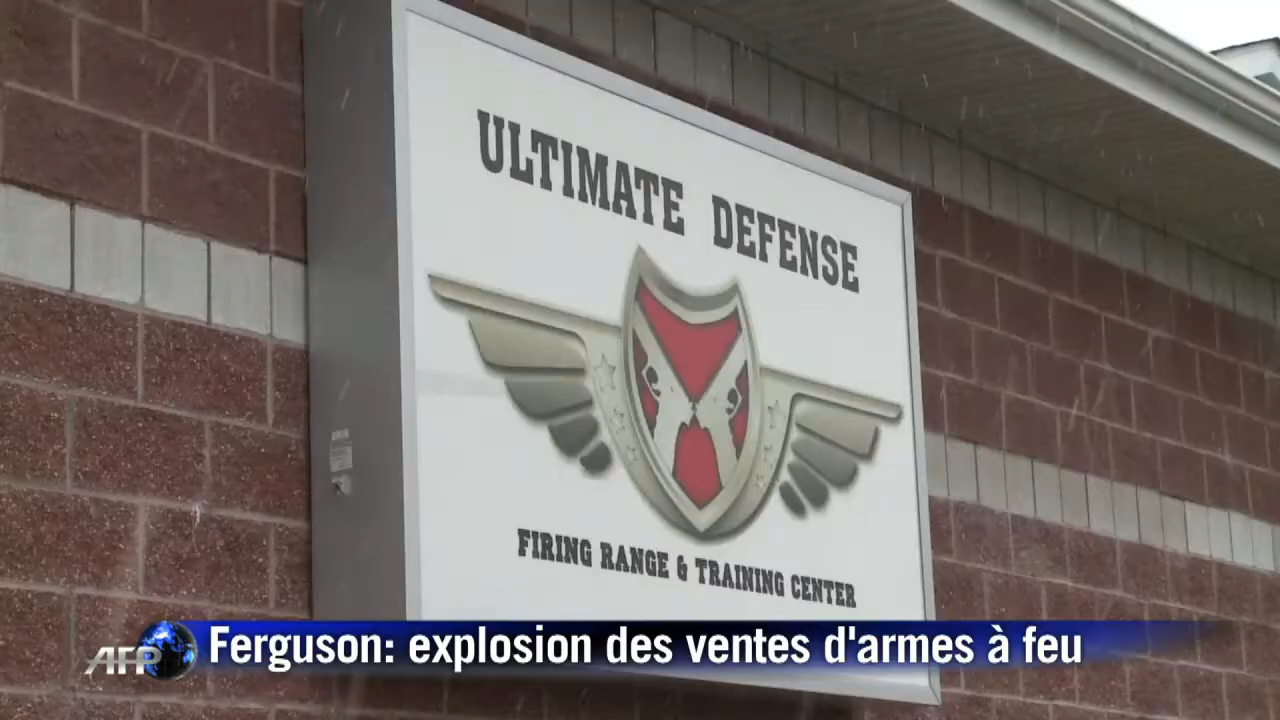 ULTIMATE DEFENSE
FIRING RANGE & TRAINING CENTER
AFP
Ferguson: explosion des ventes d'armes à feu